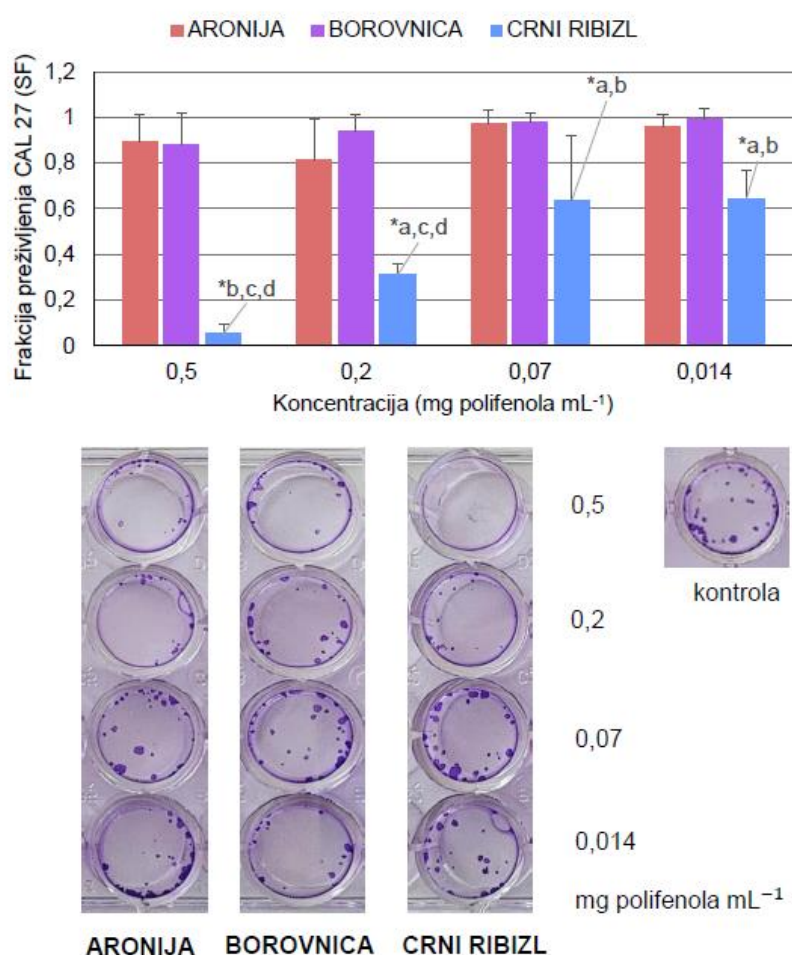 ARONIJA BOROVNICA CRNI RIBIZL
Frakcija preživljenja CAL 27 (SF)
1,2
1
0,8
0,6
0,4
0,2
0
*b,c,d
*a,c,d
*a,b
*a,b
0,5 0,2 0,07 0,014
Koncentracija (mg polifenola mL⁻¹)
0,5
kontrola
0,2
0,07
0,014
mg polifenola mL⁻¹
ARONIJA BOROVNICA CRNI RIBIZL